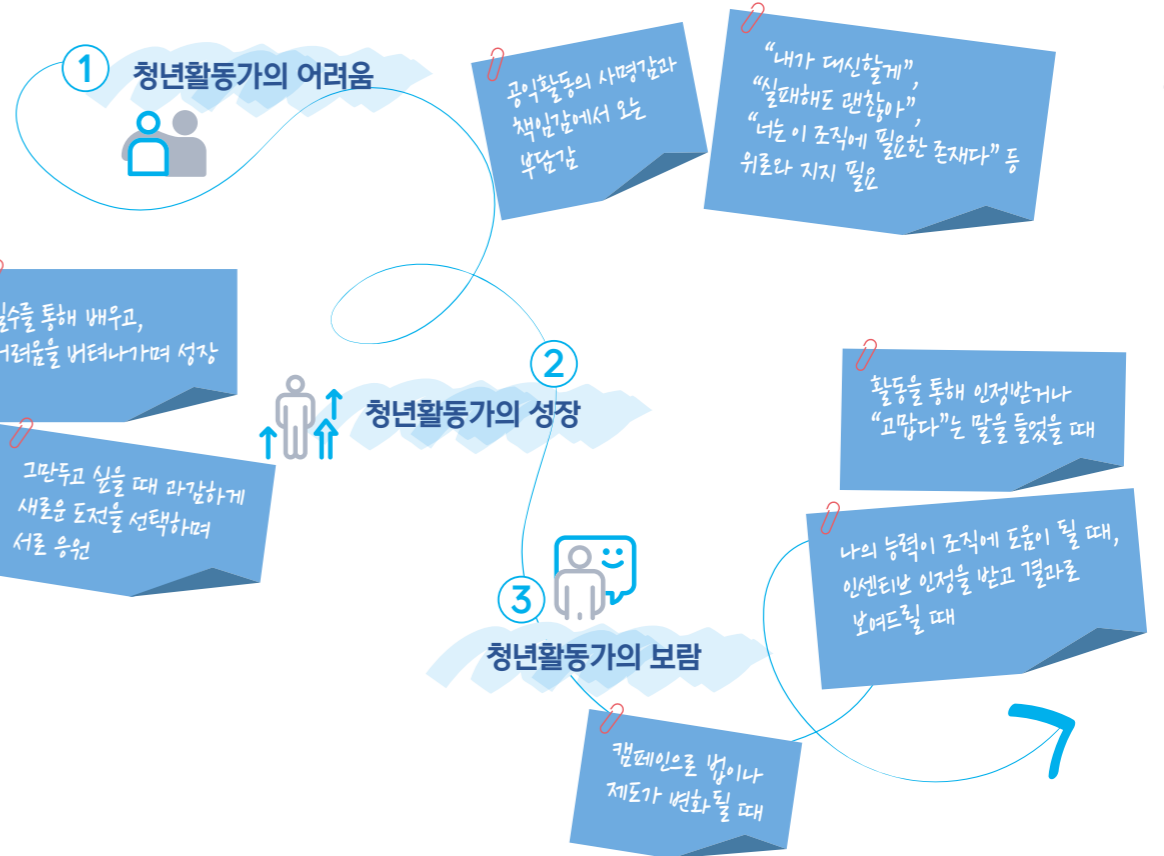 1
청년활동가의 어려움
공익활동의 사명감과
책임감에서 오는
부담감
“내가 대신할게”,
“실패해도 괜찮아”,
“너는 이 조직에 필요한 존재다” 등
위로와 지지 필요
2
청년활동가의 성장
통해 배우고,
버텨나가며 성장
그만두고 싶을 때 과감하게
새로운 도전을 선택하며
서로 응원
3
청년활동가의 보람
활동을 통해 인정받거나
“고맙다”는 말을 들었을 때
나의 능력이 조직에 도움이 될 때,
인센티브 인정을 받고 결과로
보여드릴 때
캠페인으로 법이나
제도가 변화 될 때